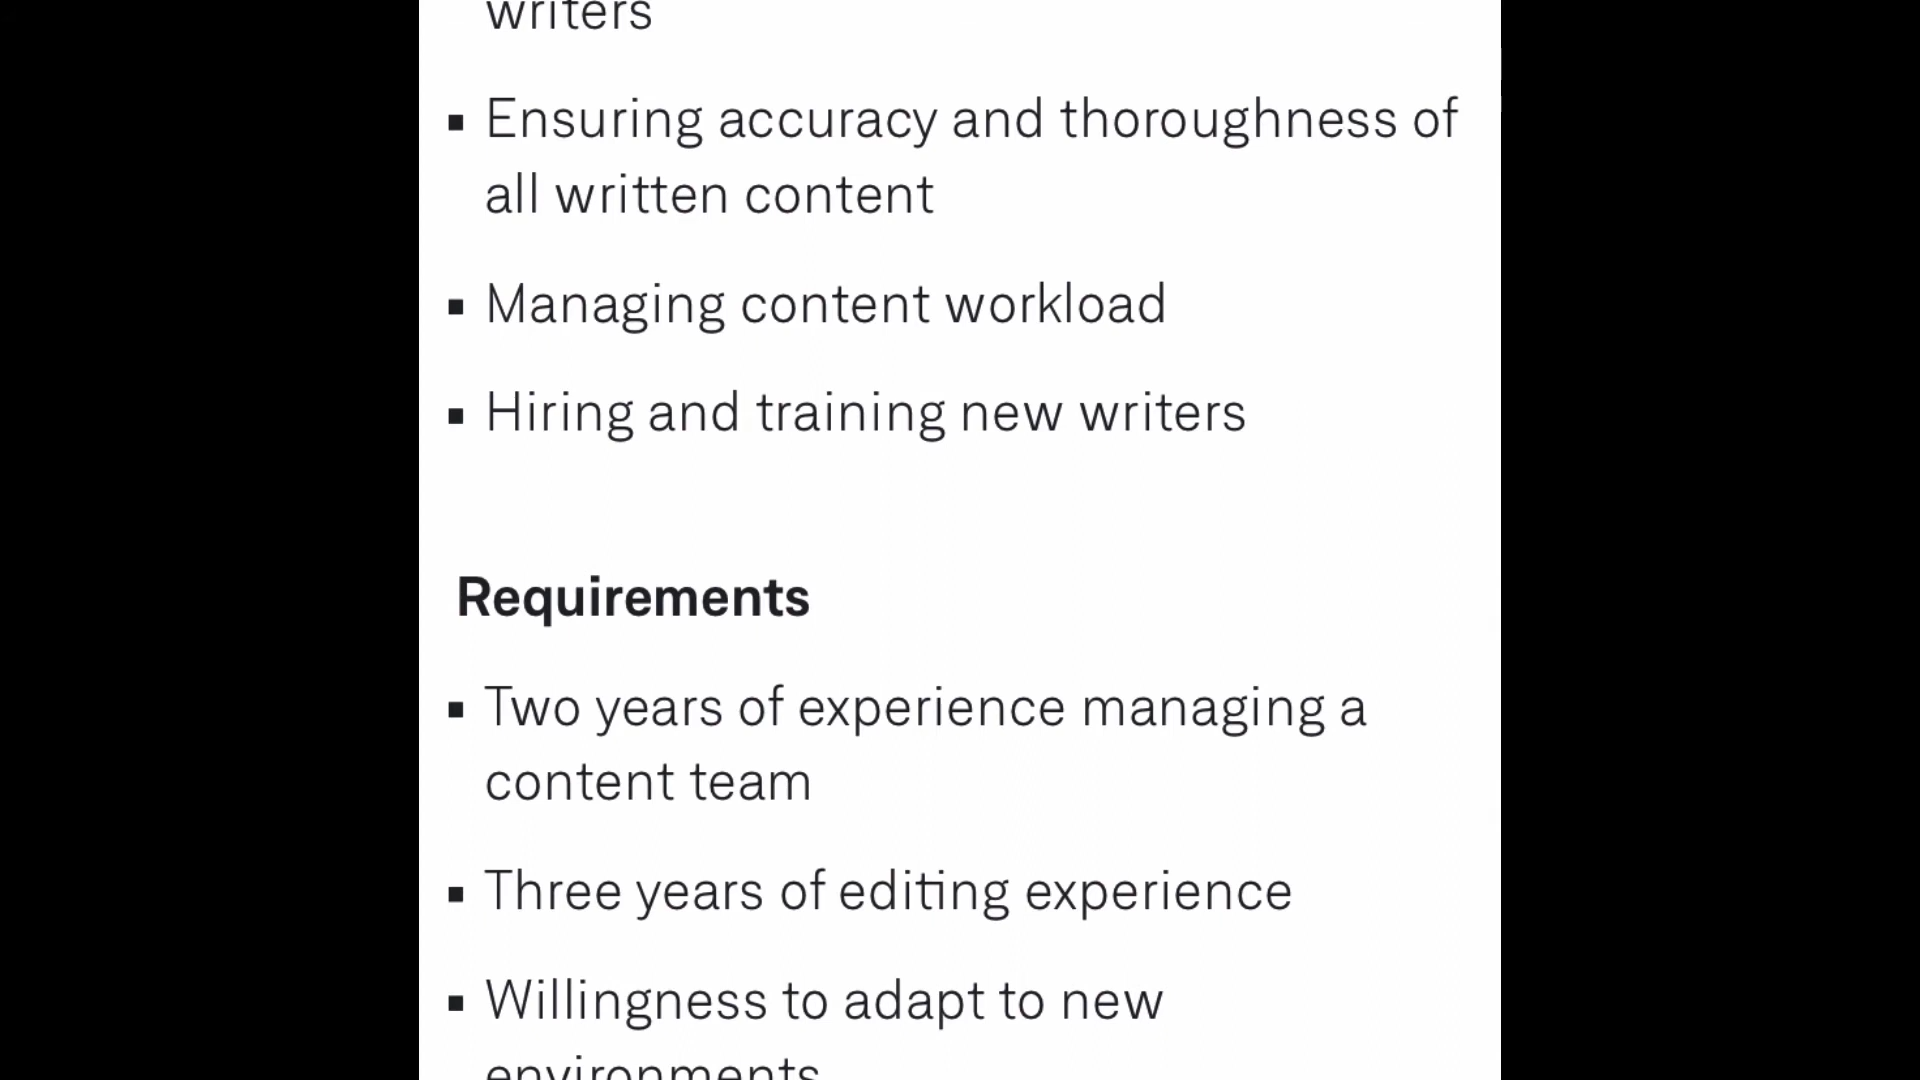 writers
▪ Ensuring accuracy and thoroughness of
all written content
▪ Managing content workload
▪ Hiring and training new writers
Requirements
▪ Two years of experience managing a
content team
▪ Three years of editing experience
▪ Willingness to adapt to new
environments